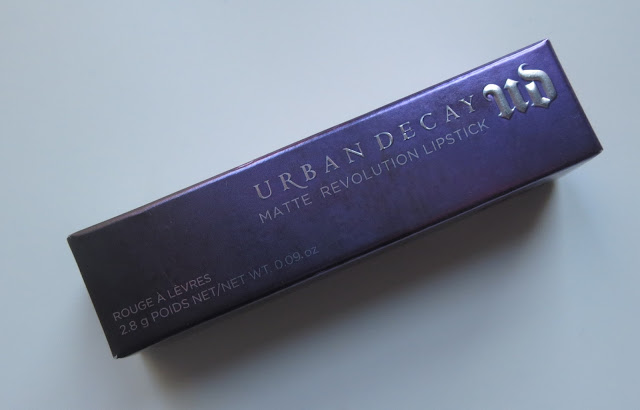 URBAN DECAY
ud
MATTE REVOLUTION LIPSTICK
ROUGE À LÈVRES
2.8 g POIDS NET/NET WT. 0.09. oz